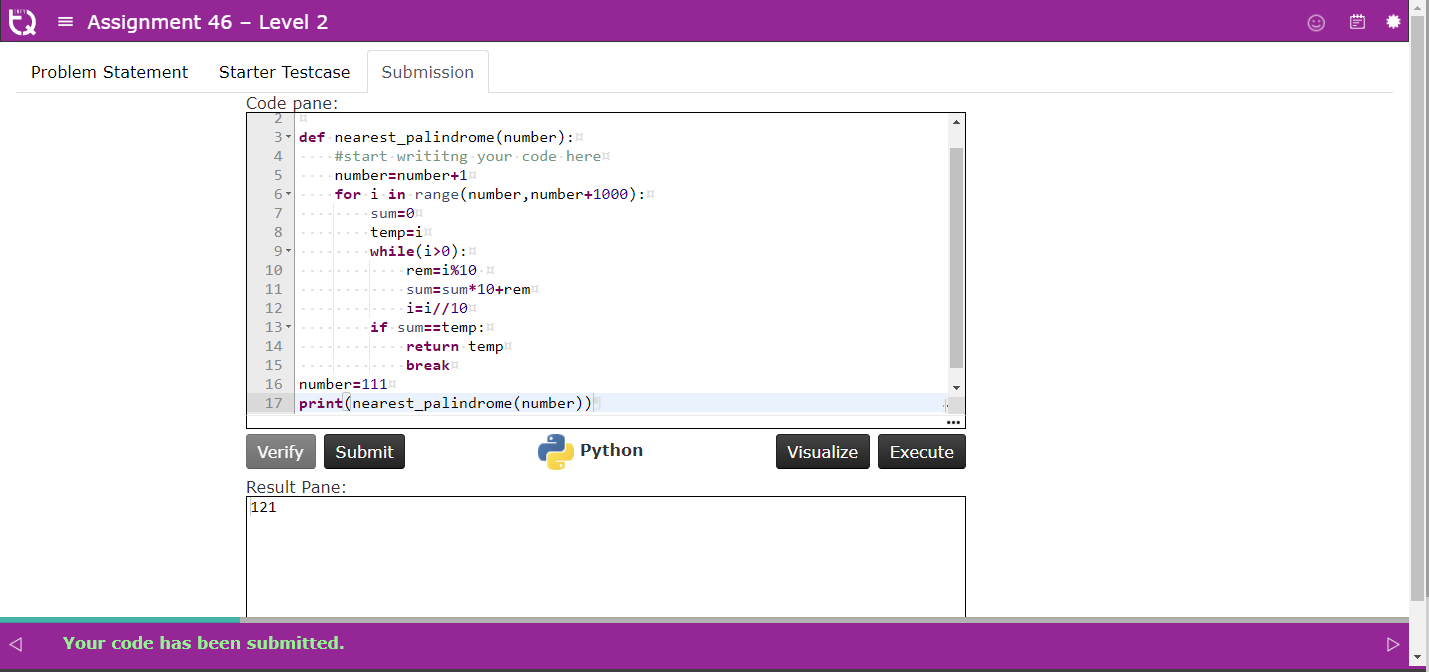 INFY
TQ
Assignment 46 – Level 2
Problem Statement
Starter Testcase
Submission
Code pane:
2
3 def nearest_palindrome(number):
4 #start writitng your code here
5 number=number+1
6 for i in range(number,number+1000):
7 sum=0
8 temp=i
9 while(i>0):
10 rem=i%10
11 sum=sum*10+rem
12 i=i//10
13 if sum==temp:
14 return temp
15 break
16 number=111
17 print(nearest_palindrome(number))
Verify
Submit
Python
Visualize
Execute
Result Pane:
121
Your code has been submitted.